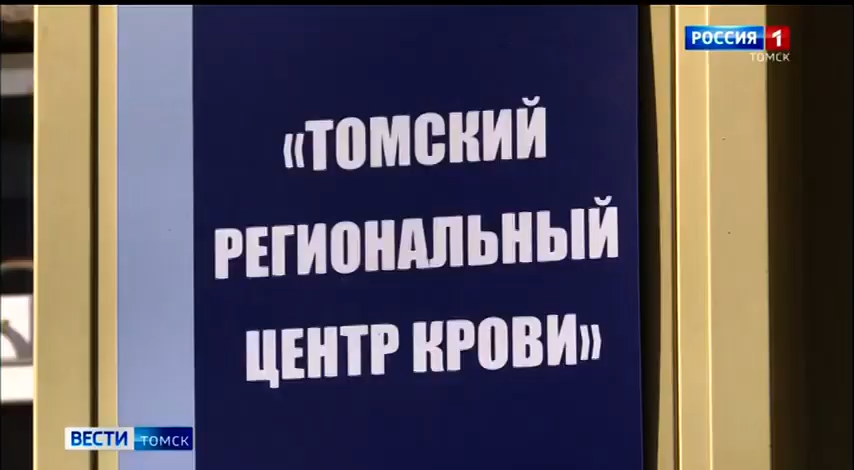 РОССИЯ 1
ТОМСК
«ТОМСКИЙ
РЕГИОНАЛЬНЫЙ
ЦЕНТР КРОВИ»
ВЕСТИ ТОМСК